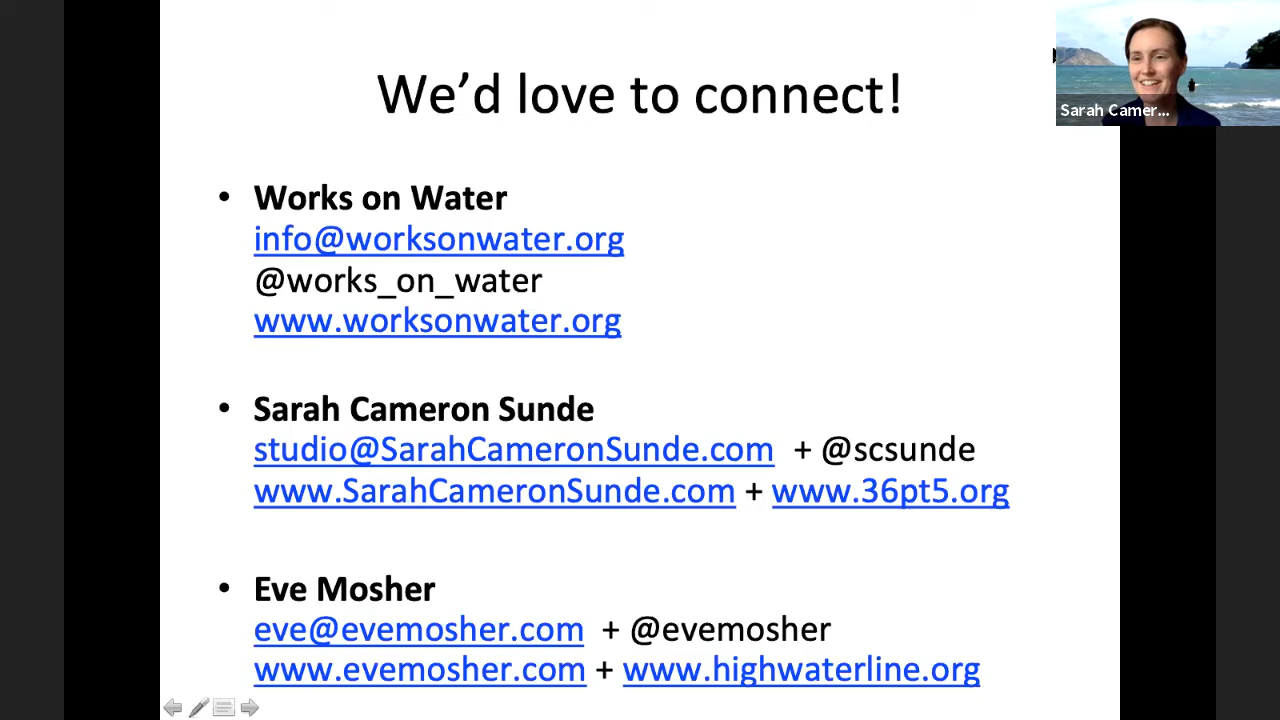 We’d love to connect!
Sarah Camer...
• Works on Water
info@worksonwater.org
@works_on_water
www.worksonwater.org
• Sarah Cameron Sunde
studio@SarahCameronSunde.com + @scsunde
www.SarahCameronSunde.com + www.36pt5.org
• Eve Mosher
eve@evemosher.com + @evemosher
www.evemosher.com + www.highwaterline.org